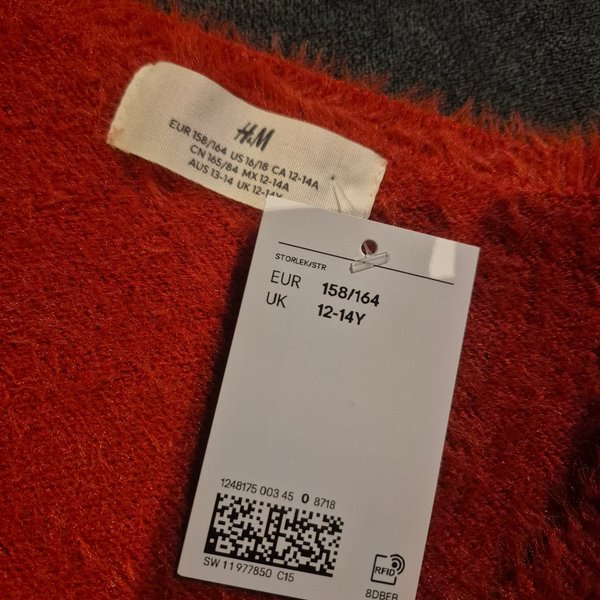 H&M
EUR 158/164 US 16/18 CA 12-14A
CN 165/84 MX 12-14A
AUS 13-14 UK 12-14Y
STORLEK/STR
EUR 158/164
UK 12-14Y
1248175 003 45 0 8718
SW 11977850 C15
RFID
8DBEB